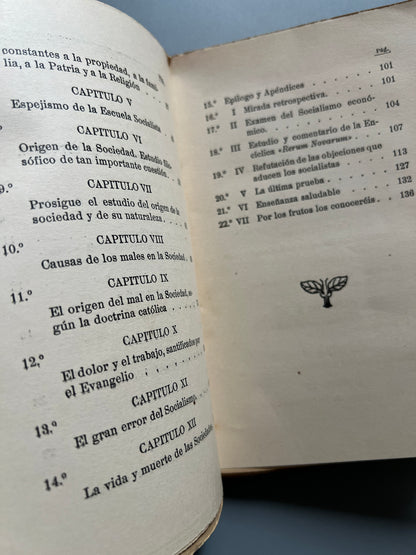 constantes a la propiedad, a la fami-
lia, a la Patria y a la Religión
CAPITULO V
Espejismo de la Escuela Socialista
CAPITULO VI
Origen de la Sociedad. Estudio filo-
sófico de tan importante cuestión.
9.º
CAPITULO VII
Prosigue el estudio del origen de la
sociedad y de su naturaleza
10.º
CAPITULO VIII
Causas de los males en la Sociedad.
11.º
CAPITULO IX
El origen del mal en la Sociedad, se-
gún la doctrina católica
12.º
CAPITULO X
El dolor y el trabajo, santificados por
el Evangelio
13.º
CAPITULO XI
El gran error del Socialismo
14.º
CAPITULO XII
La vida y muerte de las Sociedades
Pág.
15.º Epílogo y Apéndices 101
16.º I Mirada retrospectiva. 101
17.º II Examen del Socialismo econó-
mico. 104
18.º III Estudio y comentario de la En-
cíclica «Rerum Novarum» 107
19.º IV Refutación de las objeciones que
aducen los socialistas 113
20.º V La última prueba 127
21.º VI Enseñanza saludable 132
22.º VII Por los frutos los conoceréis 136